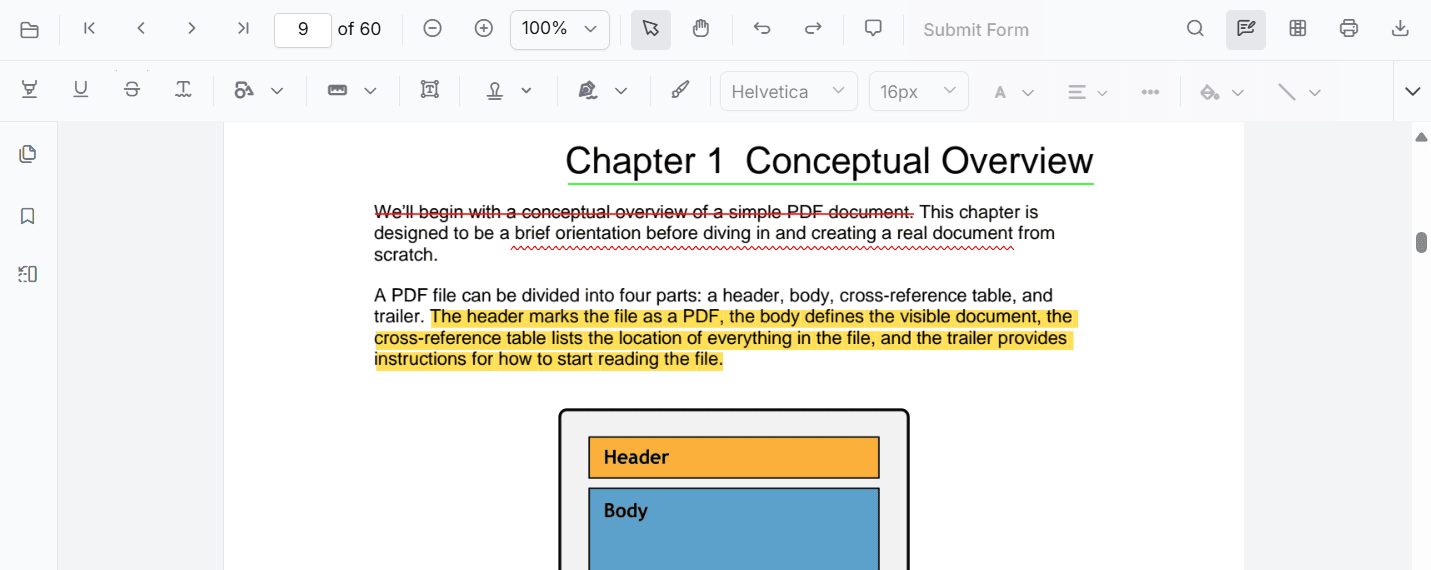 9 of 60 100% Submit Form
Helvetica 16px A
Chapter 1 Conceptual Overview
We’ll begin with a conceptual overview of a simple PDF document. This chapter is
designed to be a brief orientation before diving in and creating a real document from
scratch.
A PDF file can be divided into four parts: a header, body, cross-reference table, and
trailer. The header marks the file as a PDF, the body defines the visible document, the
cross-reference table lists the location of everything in the file, and the trailer provides
instructions for how to start reading the file.
Header
Body